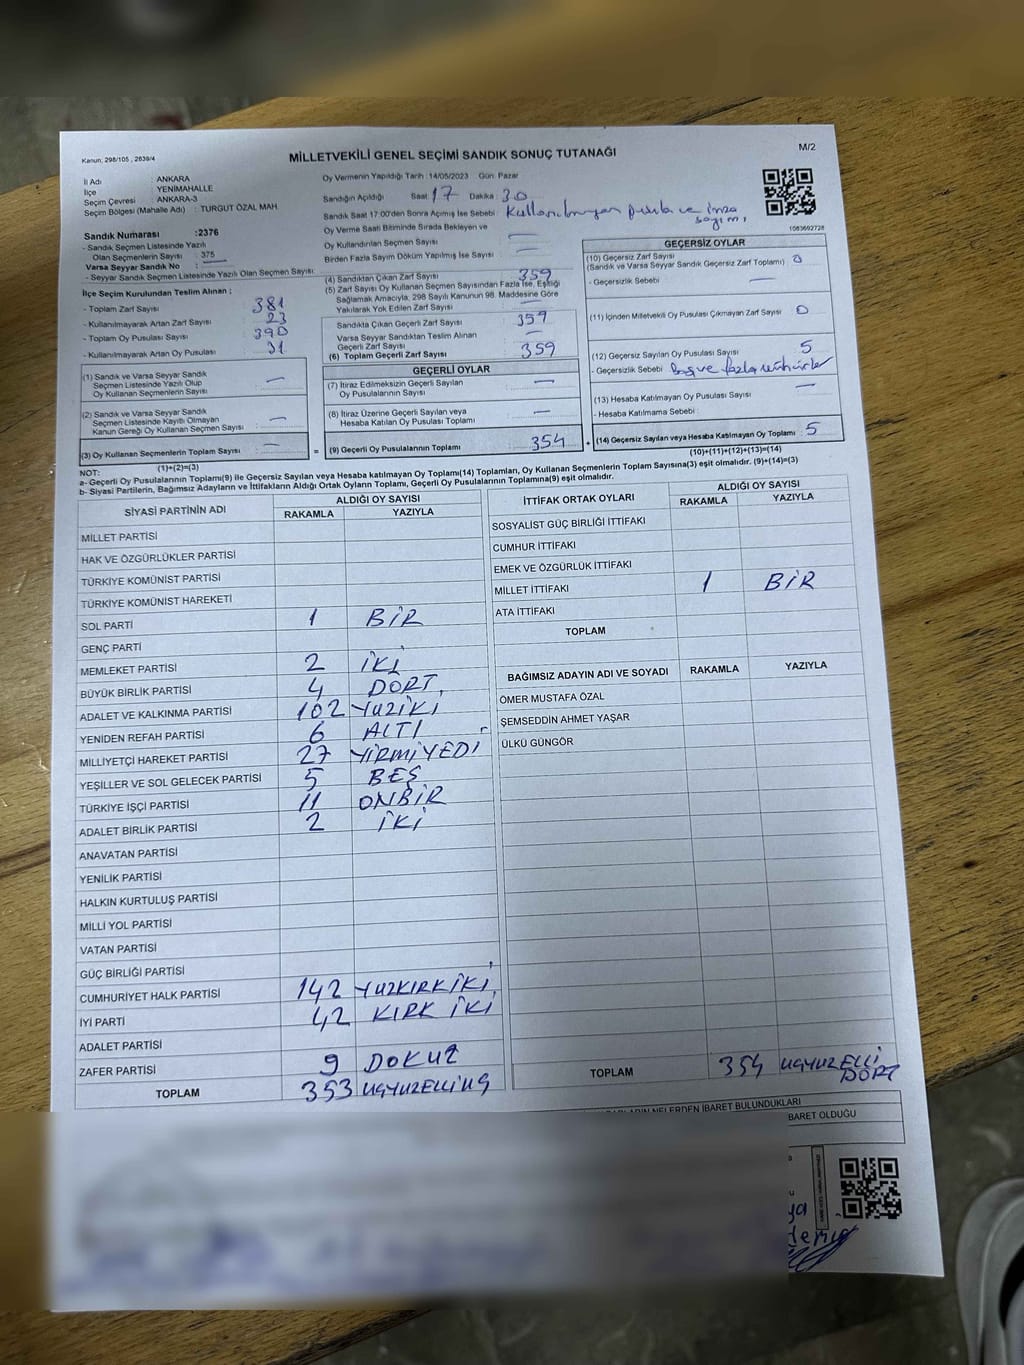 Kanun, 298/105 , 2839/4
MİLLETVEKİLİ GENEL SEÇİMİ SANDIK SONUÇ TUTANAĞI
M/2
İl Adı : ANKARA
İlçe : YENİMAHALLE
Seçim Çevresi : ANKARA-3
Seçim Bölgesi (Mahalle Adı) : TURGUT ÖZAL MAH.
Sandık Numarası :2376
- Sandık Seçmen Listesinde Yazılı
Olan Seçmenlerin Sayısı : 375
Varsa Seyyar Sandık No :
- Seyyar Sandık Seçmen Listesinde Yazılı Olan Seçmen Sayısı:
Oy Vermenin Yapıldığı Tarih : 14/05/2023 Gün: Pazar
Sandığın Açıldığı Saat 17 Dakika 30
Sandık Saat 17:00'den Sonra Açılmış İse Sebebi : Kullanılmayan pusula ve imza
sayımı
Oy Verme Saati Bitiminde Sırada Bekleyen ve
Oy Kullandırılan Seçmen Sayısı : —
Birden Fazla Sayım Döküm Yapılmış İse Sayısı : —
1083692728
İlçe Seçim Kurulundan Teslim Alınan ;
- Toplam Zarf Sayısı : 381
- Kullanılmayarak Artan Zarf Sayısı : 23
- Toplam Oy Pusulası Sayısı : 390
- Kullanılmayarak Artan Oy Pusulası : 31
(1) Sandık ve Varsa Seyyar Sandık
Seçmen Listesinde Yazılı Olup
Oy Kullanan Seçmenlerin Sayısı : —
(2) Sandık ve Varsa Seyyar Sandık
Seçmen Listesinde Kayıtlı Olmayan
Kanun Gereği Oy Kullanan Seçmen Sayısı : —
(3) Oy Kullanan Seçmenlerin Toplam Sayısı : —
(1)+(2)=(3)
(4) Sandıktan Çıkan Zarf Sayısı : 359
(5) Zarf Sayısı Oy Kullanan Seçmen Sayısından Fazla İse, Eşitliği
Sağlamak Amacıyla, 298 Sayılı Kanunun 98. Maddesine Göre
Yakılarak Yok Edilen Zarf Sayısı : —
Sandıkta Çıkan Geçerli Zarf Sayısı : 359
Varsa Seyyar Sandıktan Teslim Alınan
Geçerli Zarf Sayısı : —
(6) Toplam Geçerli Zarf Sayısı : 359
GEÇERLİ OYLAR
(7) İtiraz Edilmeksizin Geçerli Sayılan
Oy Pusulalarının Sayısı : —
(8) İtiraz Üzerine Geçerli Sayılan veya
Hesaba Katılan Oy Pusulası Toplamı : —
= (9) Geçerli Oy Pusulalarının Toplamı : 354
GEÇERSİZ OYLAR
(10) Geçersiz Zarf Sayısı : 0
(Sandık ve Varsa Seyyar Sandık Geçersiz Zarf Toplamı)
- Geçersizlik Sebebi : —
(11) İçinden Milletvekili Oy Pusulası Çıkmayan Zarf Sayısı : 0
(12) Geçersiz Sayılan Oy Pusulası Sayısı : 5
- Geçersizlik Sebebi : Boş ve fazla mühürler
(13) Hesaba Katılmayan Oy Pusulası Sayısı : —
- Hesaba Katılmama Sebebi :
+ (14) Geçersiz Sayılan veya Hesaba Katılmayan Oy Toplamı : 5
(10)+(11)+(12)+(13)=(14)
NOT:
a- Geçerli Oy Pusulalarının Toplamı(9) ile Geçersiz Sayılan veya Hesaba katılmayan Oy Toplamı(14) Toplamları, Oy Kullanan Seçmenlerin Toplam Sayısına(3) eşit olmalıdır. (9)+(14)=(3)
b- Siyasi Partilerin, Bağımsız Adayların ve İttifakların Aldığı Ortak Oyların Toplamı, Geçerli Oy Pusulalarının Toplamına(9) eşit olmalıdır.
SİYASİ PARTİNİN ADI ALDIĞI OY SAYISI
RAKAMLA YAZIYLA
MİLLET PARTİSİ
HAK VE ÖZGÜRLÜKLER PARTİSİ
TÜRKİYE KOMÜNİST PARTİSİ
TÜRKİYE KOMÜNİST HAREKETİ
SOL PARTİ 1 BİR
GENÇ PARTİ
MEMLEKET PARTİSİ 2 İKİ
BÜYÜK BİRLİK PARTİSİ 4 DÖRT
ADALET VE KALKINMA PARTİSİ 102 YÜZİKİ
YENİDEN REFAH PARTİSİ 6 ALTI
MİLLİYETÇİ HAREKET PARTİSİ 27 YİRMİYEDİ
YEŞİLLER VE SOL GELECEK PARTİSİ 5 BEŞ
TÜRKİYE İŞÇİ PARTİSİ 11 ONBİR
ADALET BİRLİK PARTİSİ 2 İKİ
ANAVATAN PARTİSİ
YENİLİK PARTİSİ
HALKIN KURTULUŞ PARTİSİ
MİLLİ YOL PARTİSİ
VATAN PARTİSİ
GÜÇ BİRLİĞİ PARTİSİ
CUMHURİYET HALK PARTİSİ 142 YÜZKIRKİKİ
İYİ PARTİ 42 KIRK İKİ
ADALET PARTİSİ
ZAFER PARTİSİ 9 DOKUZ
TOPLAM 353 ÜÇYÜZELLİÜÇ
İTTİFAK ORTAK OYLARI ALDIĞI OY SAYISI
RAKAMLA YAZIYLA
SOSYALİST GÜÇ BİRLİĞİ İTTİFAKI
CUMHUR İTTİFAKI
EMEK VE ÖZGÜRLÜK İTTİFAKI
MİLLET İTTİFAKI 1 BİR
ATA İTTİFAKI
TOPLAM
BAĞIMSIZ ADAYIN ADI VE SOYADI RAKAMLA YAZIYLA
ÖMER MUSTAFA ÖZAL
ŞEMSEDDİN AHMET YAŞAR
ÜLKÜ GÜNGÖR
TOPLAM 354 ÜÇYÜZELLİ
DÖRT
NELERDEN İBARET BULUNDUKLARI
BARET OLDUĞU